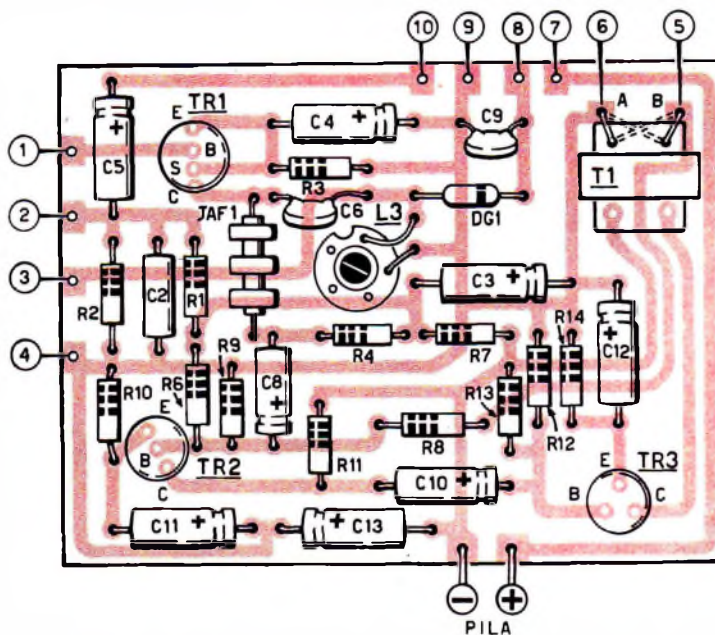 10 9 8 7 6 5
A B
TR1
E
B
S
C
C5
+
C4
+
C9
T1
1
R3
JAF1
C6
L3
DG1
2
3
4
R2
C2
R1
C3
+
R14
C12
+
R4
R7
R9
R10
R6
C8
+
R13
R12
E
B
C
TR2
R11
R8
C10
+
TR3
E
B
C
C11
+
+
C13
−
+
PILA